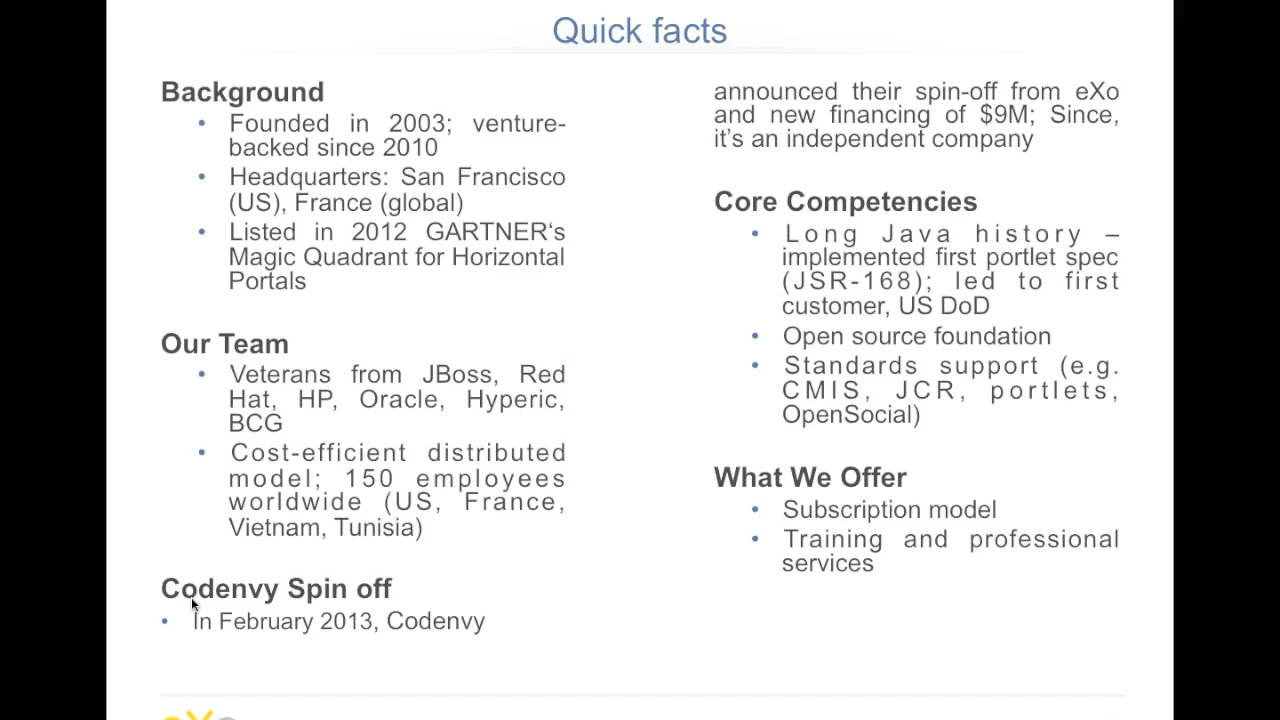 Quick facts
Background
• Founded in 2003; venture-
backed since 2010
• Headquarters: San Francisco
(US), France (global)
• Listed in 2012 GARTNER‘s
Magic Quadrant for Horizontal
Portals
Our Team
• Veterans from JBoss, Red
Hat, HP, Oracle, Hyperic,
BCG
• Cost-efficient distributed
model; 150 employees
worldwide (US, France,
Vietnam, Tunisia)
Codenvy Spin off
• In February 2013, Codenvy
announced their spin-off from eXo
and new financing of $9M; Since,
it’s an independent company
Core Competencies
• Long Java history –
implemented first portlet spec
(JSR-168); led to first
customer, US DoD
• Open source foundation
• Standards support (e.g.
CMIS, JCR, portlets,
OpenSocial)
What We Offer
• Subscription model
• Training and professional
services